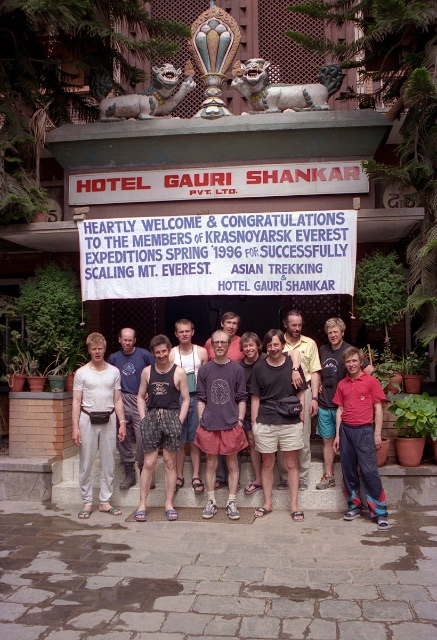 HOTEL GAURI SHANKAR
PVT. LTD.
HEARTLY WELCOME & CONGRATULATIONS
TO THE MEMBERS of KRASNOYARSK EVEREST
EXPEDITIONS SPRING '1996 FOR SUCCESSFULLY
SCALING MT. EVEREST. ASIAN TREKKING
& HOTEL GAURI SHANKAR